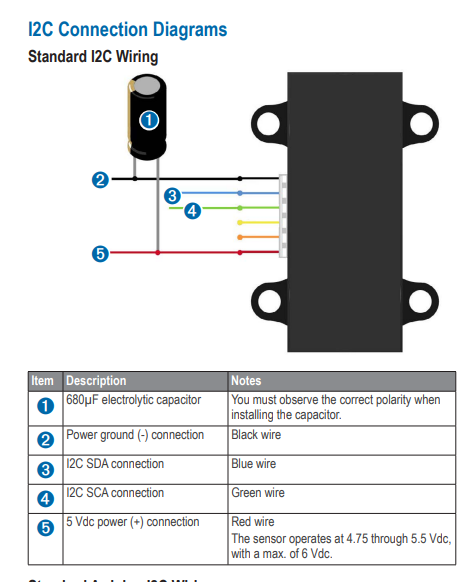 I2C Connection Diagrams
Standard I2C Wiring
1
2
3
4
5
Item Description Notes
1 680µF electrolytic capacitor You must observe the correct polarity when
installing the capacitor.
2 Power ground (-) connection Black wire
3 I2C SDA connection Blue wire
4 I2C SCA connection Green wire
5 5 Vdc power (+) connection Red wire
The sensor operates at 4.75 through 5.5 Vdc,
with a max. of 6 Vdc.